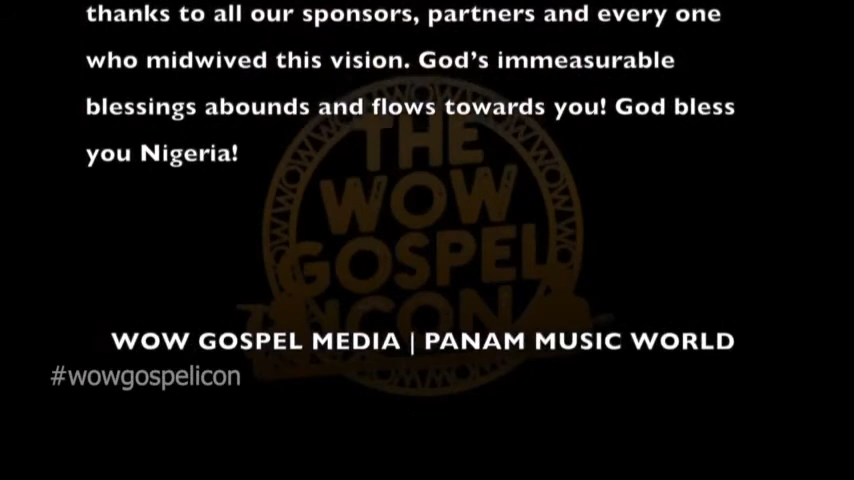 thanks to all our sponsors, partners and every one
who midwived this vision. God's immeasurable
blessings abounds and flows towards you! God bless
you Nigeria!
THE
WOW
GOSPEL
ICON
WOW GOSPEL MEDIA | PANAM MUSIC WORLD
#wowgospelicon